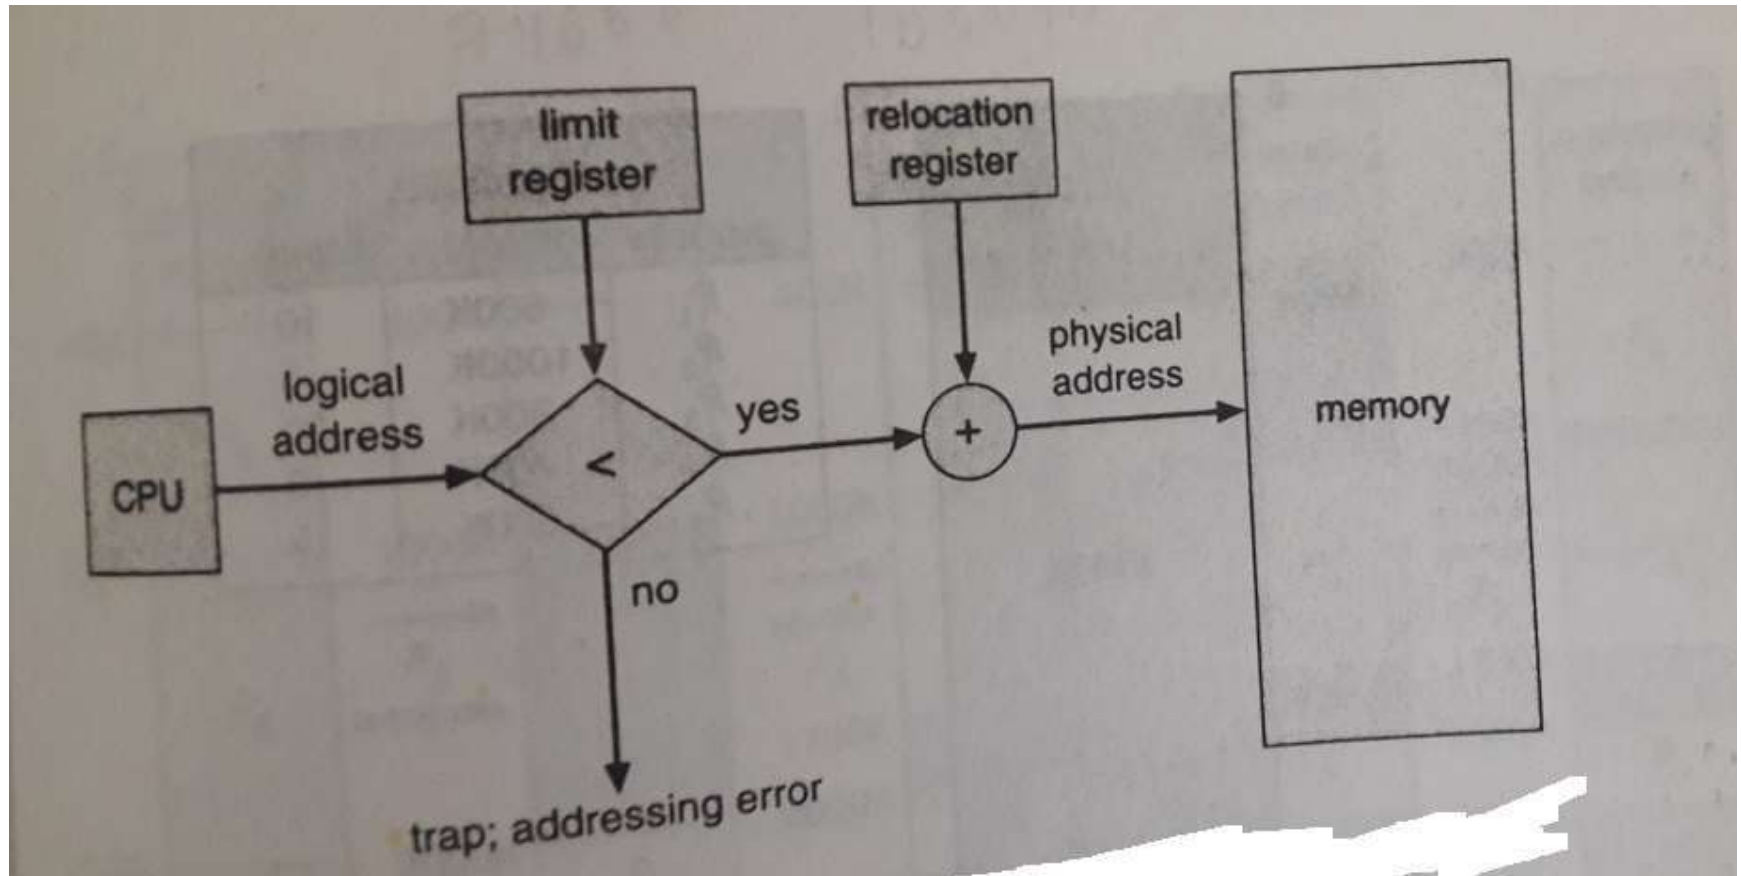 limit
register
relocation
register
logical
address
yes
physical
address
CPU
<
+
memory
no
trap; addressing error